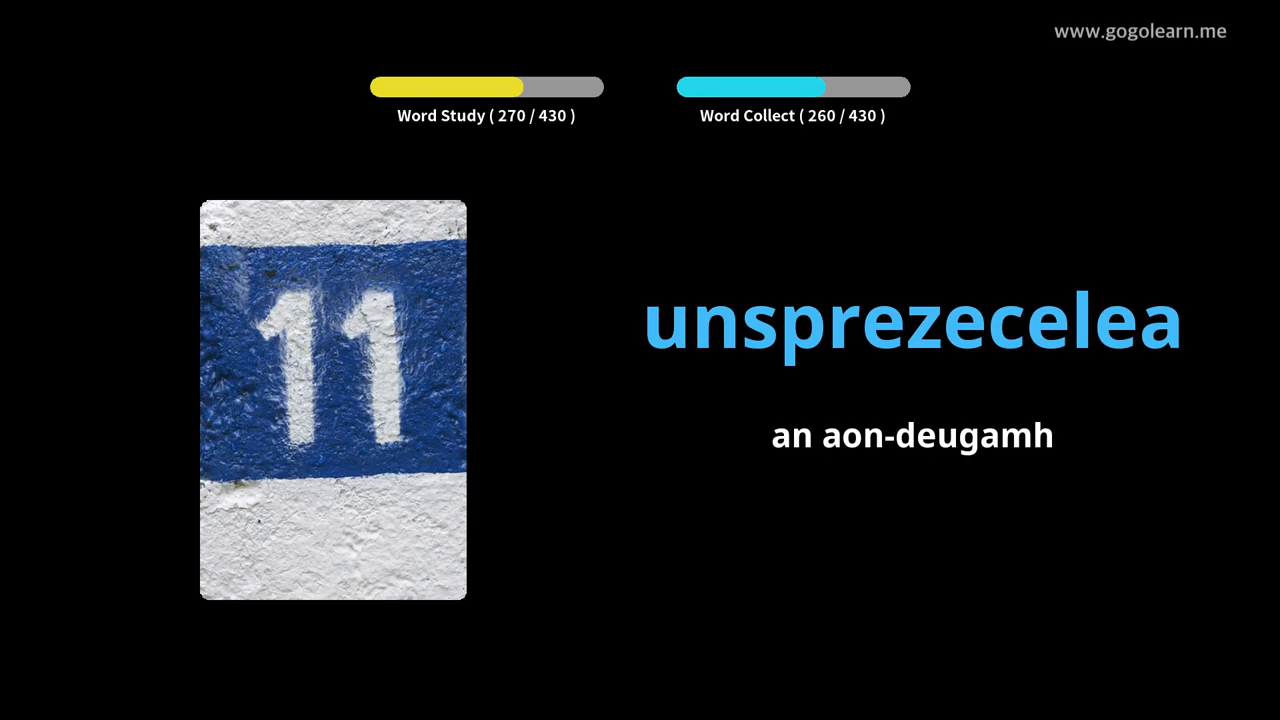 www.gogolearn.me
Word Study ( 270 / 430 )
Word Collect ( 260 / 430 )
11
unsprezecelea
an aon-deugamh